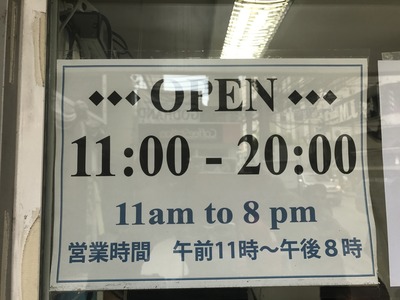 ◆◆◆ OPEN ◆◆◆
11:00 - 20:00
11am to 8 pm
営業時間　午前11時～午後８時